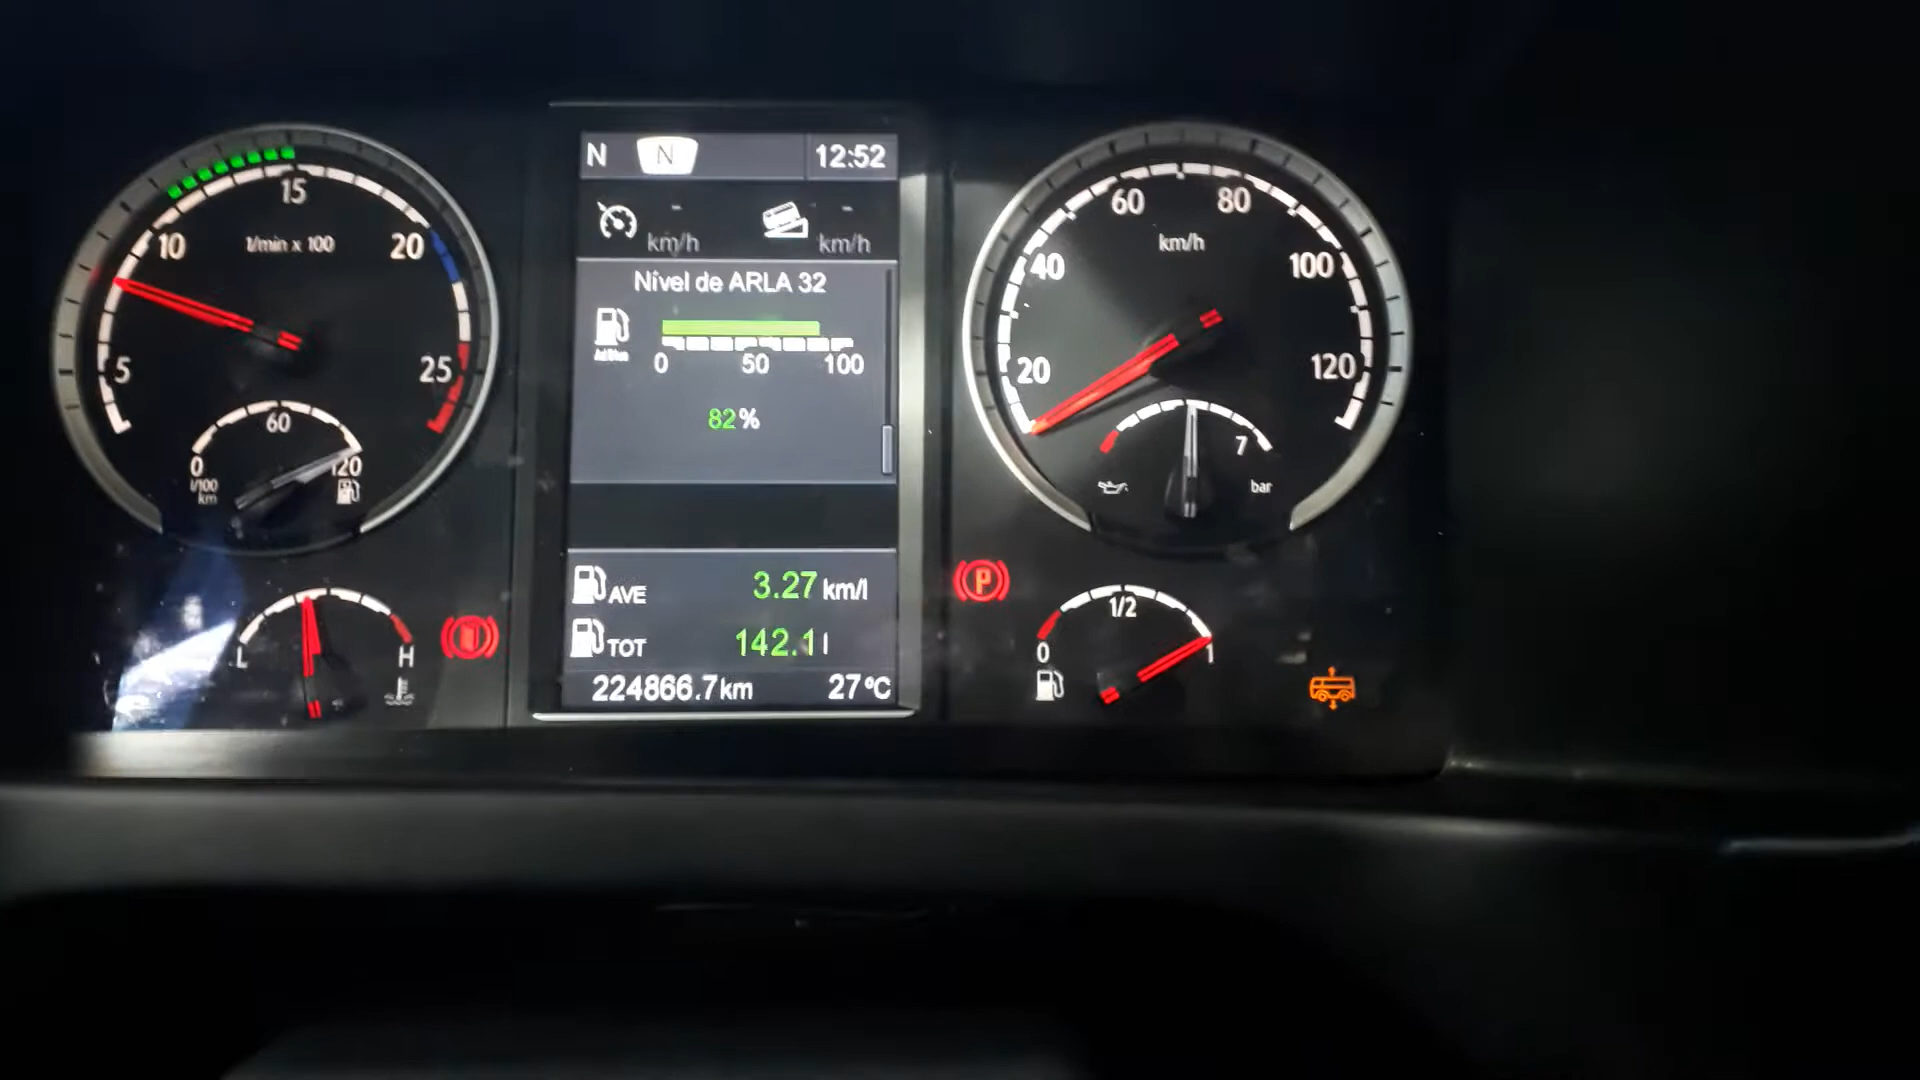 N N 12:52
km/h km/h
Nível de ARLA 32
AdBlue
0 50 100
82%
AVE 3.27 km/l
TOT 142.1 l
224866.7km 27°C
5 10 15 20 25
1/min x 100
0 60 120
l/100
km
L H
20 40 60 80 100 120
km/h
7
bar
P
0 1/2 1